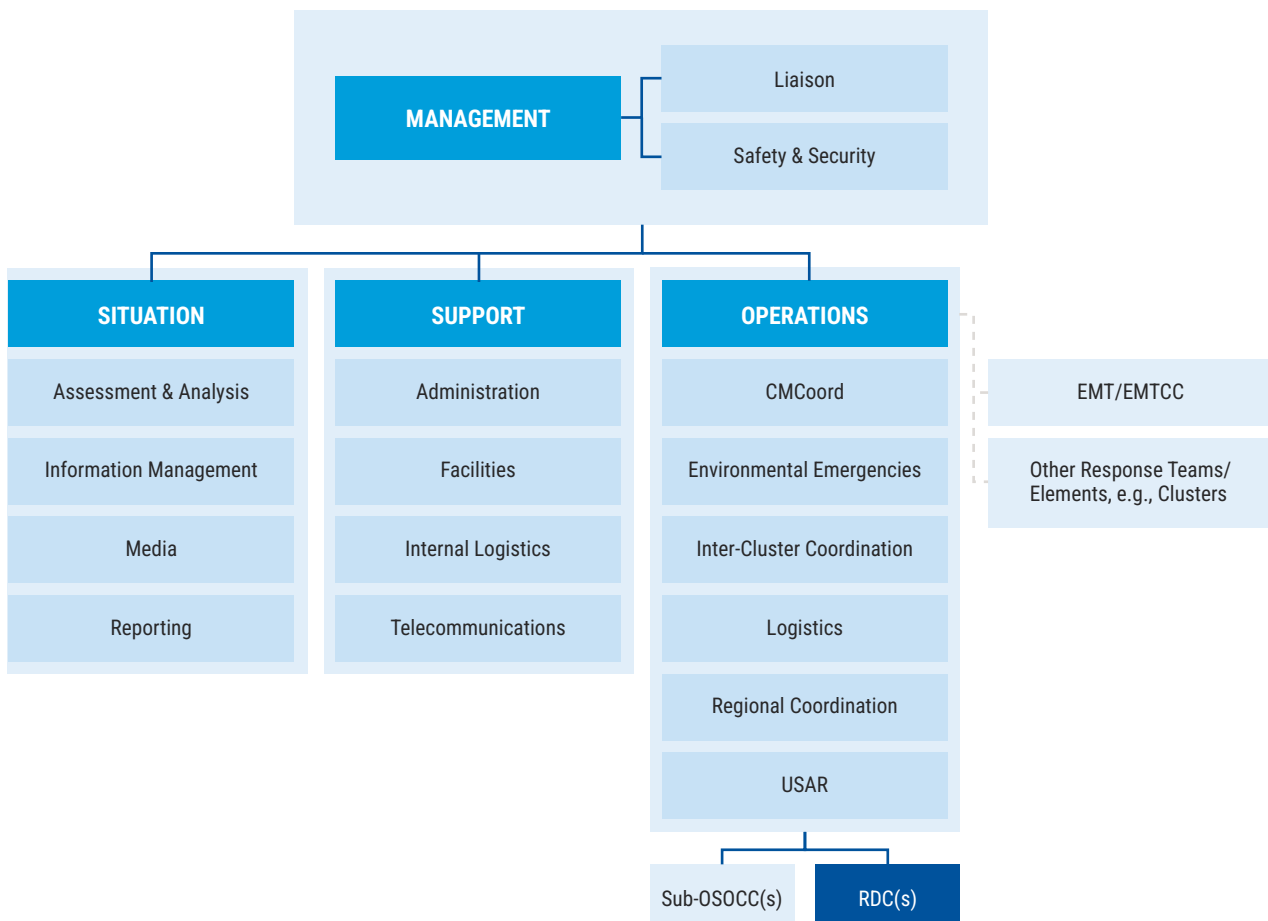 MANAGEMENT
Liaison
Safety & Security
SITUATION
Assessment & Analysis
Information Management
Media
Reporting
SUPPORT
Administration
Facilities
Internal Logistics
Telecommunications
OPERATIONS
CMCoord
Environmental Emergencies
Inter-Cluster Coordination
Logistics
Regional Coordination
USAR
EMT/EMTCC
Other Response Teams/
Elements, e.g., Clusters
Sub-OSOCC(s)
RDC(s)